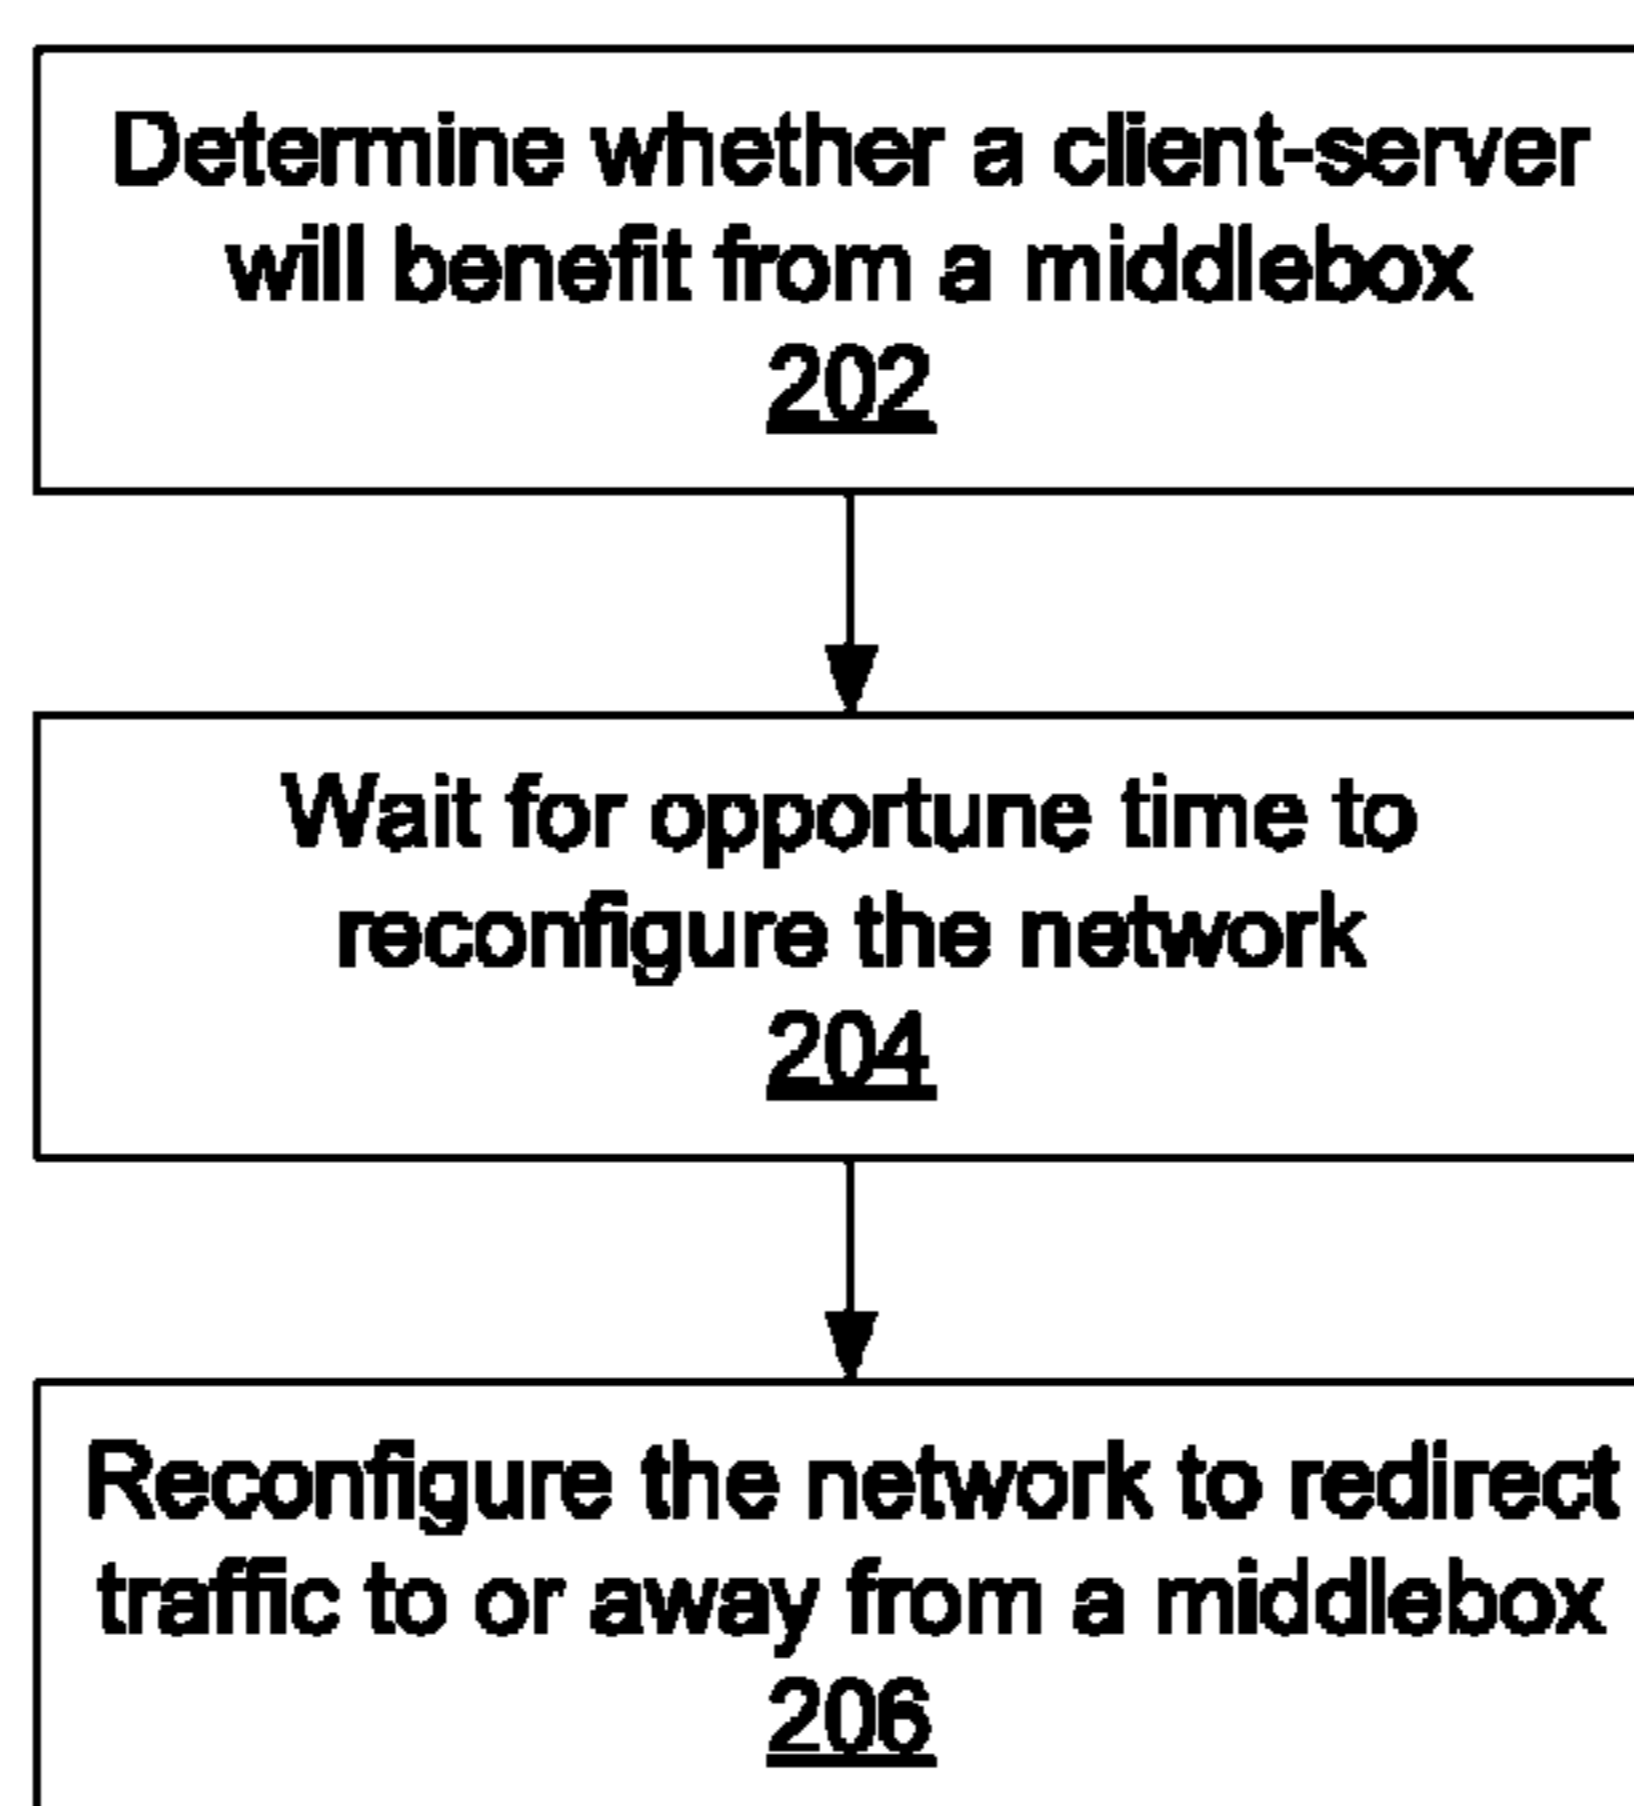 Determine whether a client-server
will benefit from a middlebox
202
Wait for opportune time to
reconfigure the network
204
Reconfigure the network to redirect
traffic to or away from a middlebox
206